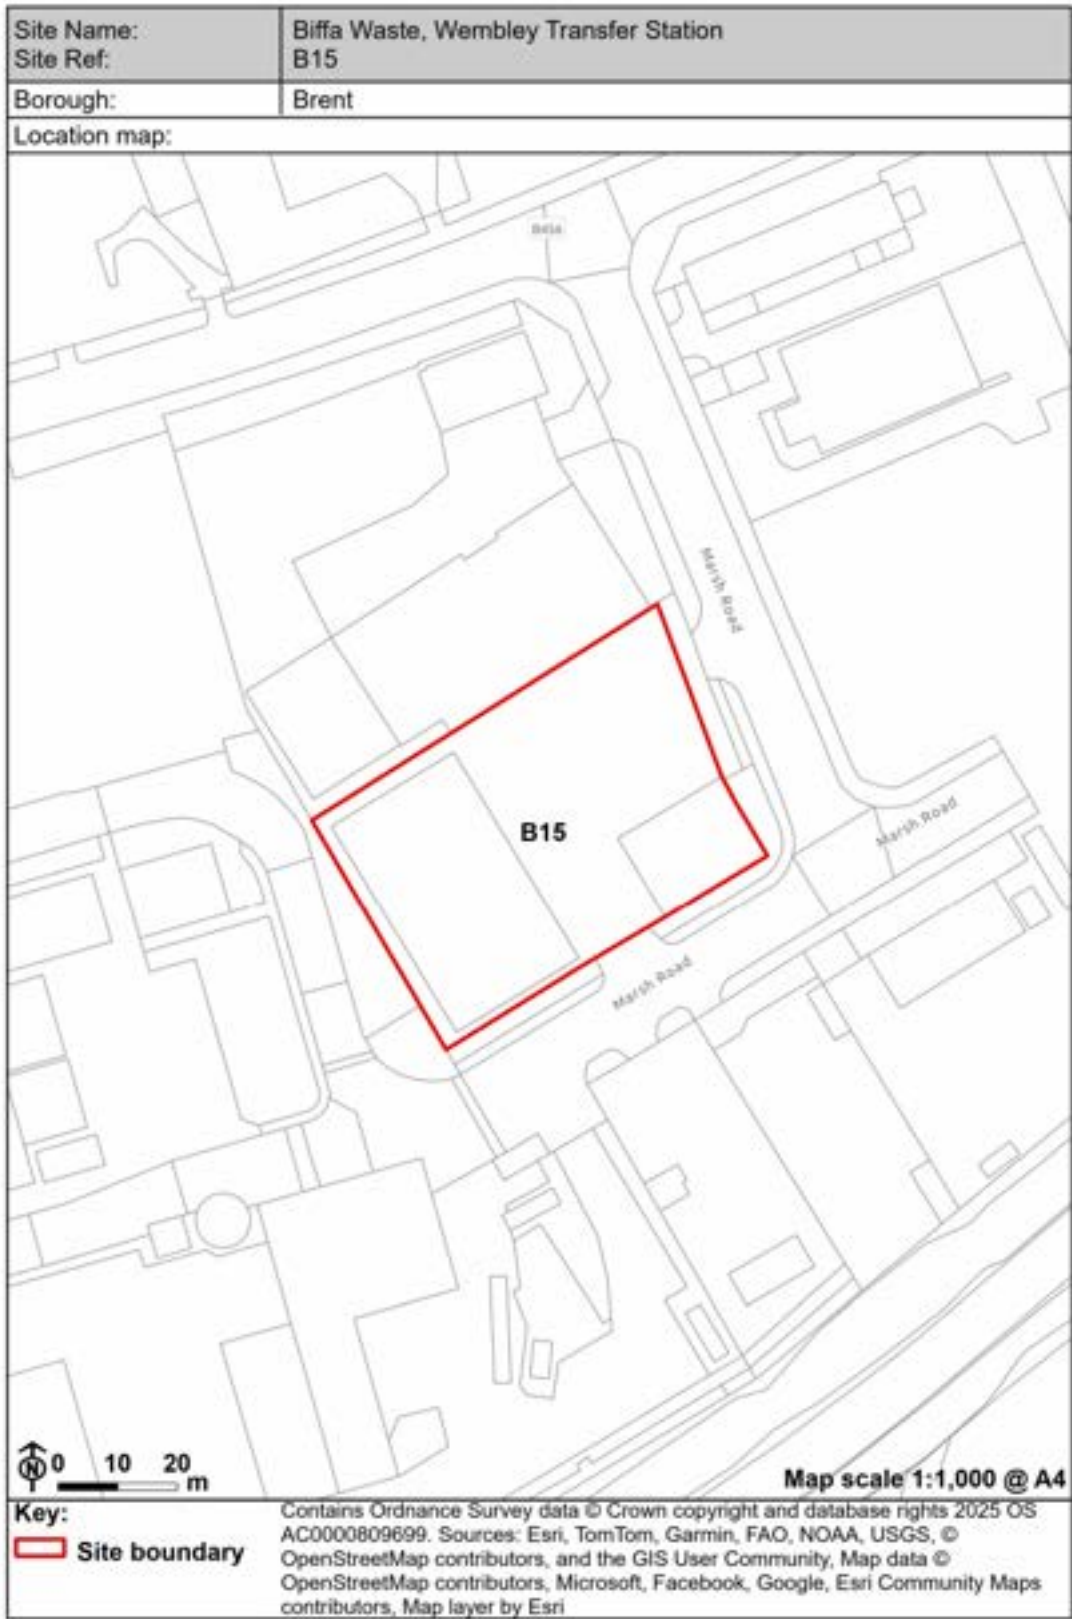 Site Name: Biffa Waste, Wembley Transfer Station
Site Ref: B15
Borough: Brent
Location map:
Marsh Road
B15
Marsh Road
Marsh Road
N 0 10 20 m
Map scale 1:1,000 @ A4
Key:
Site boundary
Contains Ordnance Survey data © Crown copyright and database rights 2025 OS
AC0000809699. Sources: Esri, TomTom, Garmin, FAO, NOAA, USGS, ©
OpenStreetMap contributors, and the GIS User Community, Map data ©
OpenStreetMap contributors, Microsoft, Facebook, Google, Esri Community Maps
contributors, Map layer by Esri